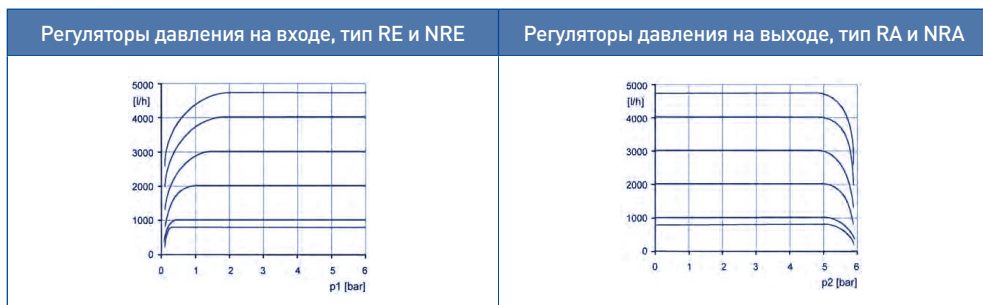 Регуляторы давления на входе, тип RE и NRE
Регуляторы давления на выходе, тип RA и NRA
5000
[l/h]
4000
3000
2000
1000
0
0 1 2 3 4 5 6
p1 [bar]
5000
[l/h]
4000
3000
2000
1000
0
0 1 2 3 4 5 6
p2 [bar]